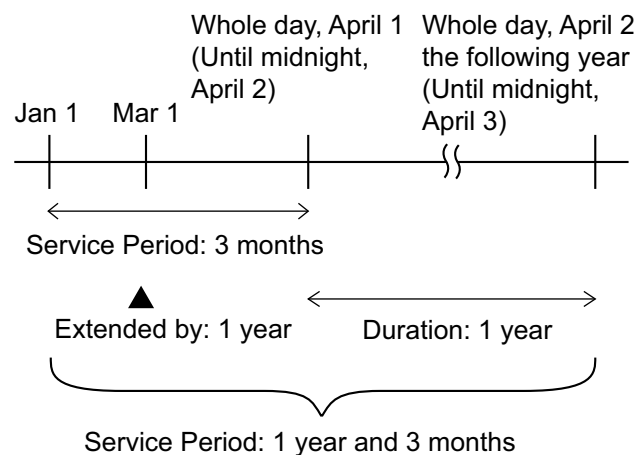 Whole day, April 1
(Until midnight,
April 2)
Whole day, April 2
the following year
(Until midnight,
April 3)
Jan 1
Mar 1
Service Period: 3 months
Extended by: 1 year
Duration: 1 year
Service Period: 1 year and 3 months